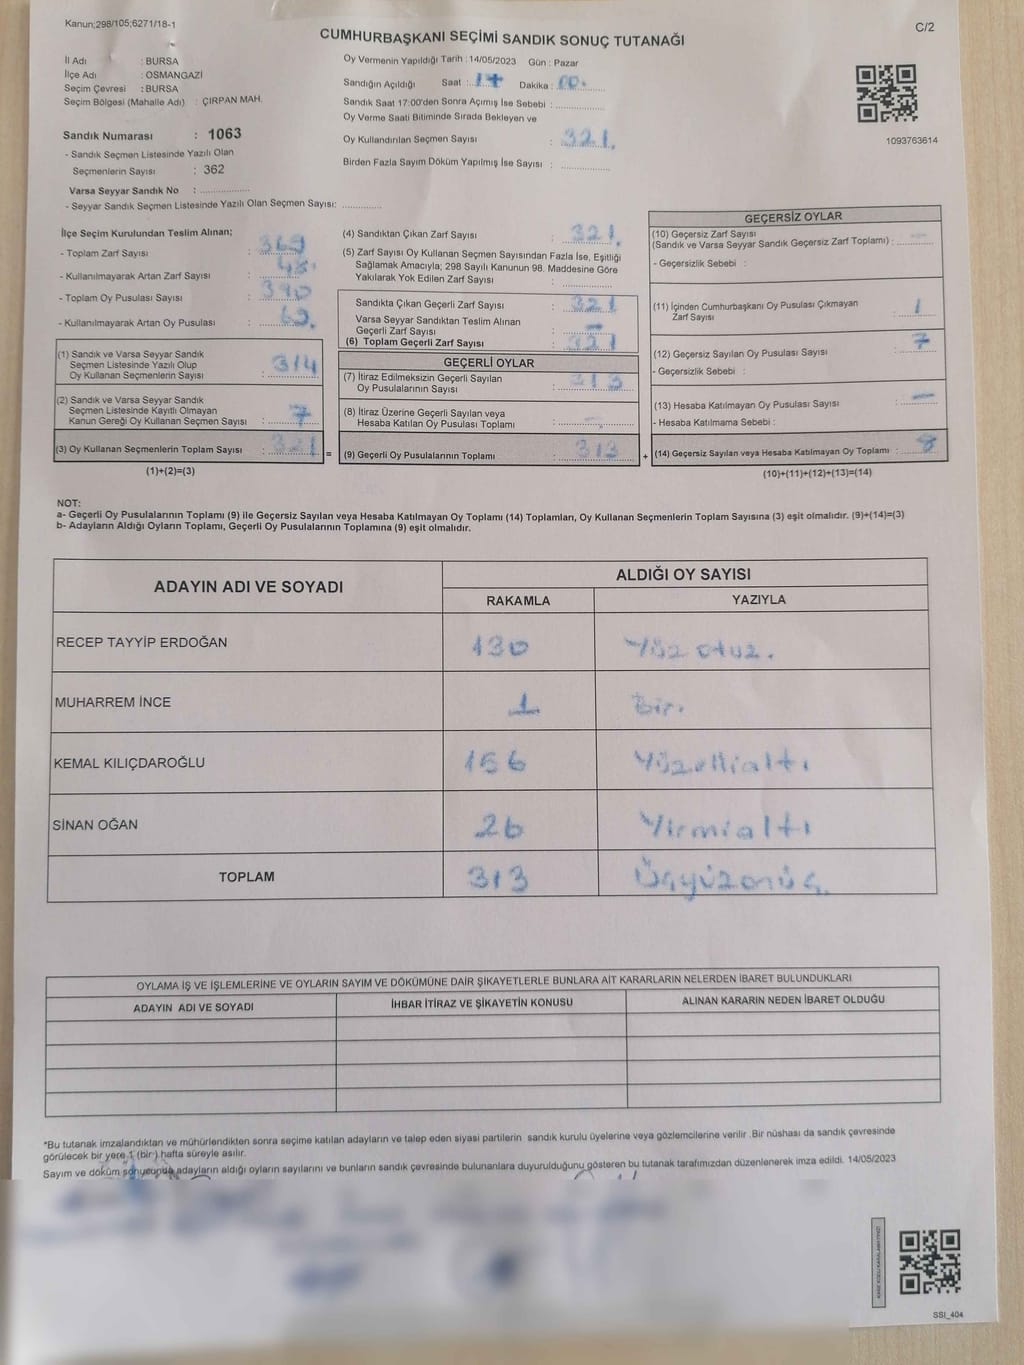 Kanun;298/105;6271/18-1
C/2
CUMHURBAŞKANI SEÇİMİ SANDIK SONUÇ TUTANAĞI
İl Adı : BURSA
İlçe Adı : OSMANGAZİ
Seçim Çevresi : BURSA
Seçim Bölgesi (Mahalle Adı) : ÇIRPAN MAH.
Sandık Numarası : 1063
- Sandık Seçmen Listesinde Yazılı Olan
Seçmenlerin Sayısı : 362
Varsa Seyyar Sandık No : ...............
- Seyyar Sandık Seçmen Listesinde Yazılı Olan Seçmen Sayısı: ............
Oy Vermenin Yapıldığı Tarih : 14/05/2023 Gün : Pazar
Sandığın Açıldığı Saat : 17 Dakika : 00.
Sandık Saat 17:00'den Sonra Açımış İse Sebebi : ...............
Oy Verme Saati Bitiminde Sırada Bekleyen ve
Oy Kullandırılan Seçmen Sayısı : 321.
Birden Fazla Sayım Döküm Yapılmış İse Sayısı : ...............
1093763614
İlçe Seçim Kurulundan Teslim Alınan;
- Toplam Zarf Sayısı : 369
- Kullanılmayarak Artan Zarf Sayısı : 48.
- Toplam Oy Pusulası Sayısı : 390
- Kullanılmayarak Artan Oy Pusulası : 69.
(1) Sandık ve Varsa Seyyar Sandık
Seçmen Listesinde Yazılı Olup
Oy Kullanan Seçmenlerin Sayısı : 314
(2) Sandık ve Varsa Seyyar Sandık
Seçmen Listesinde Kayıtlı Olmayan
Kanun Gereği Oy Kullanan Seçmen Sayısı : 7
(3) Oy Kullanan Seçmenlerin Toplam Sayısı : 321
(1)+(2)=(3)
(4) Sandıktan Çıkan Zarf Sayısı : 321.
(5) Zarf Sayısı Oy Kullanan Seçmen Sayısından Fazla İse, Eşitliği
Sağlamak Amacıyla; 298 Sayılı Kanunun 98. Maddesine Göre
Yakılarak Yok Edilen Zarf Sayısı : ...............
Sandıkta Çıkan Geçerli Zarf Sayısı : 321
Varsa Seyyar Sandıktan Teslim Alınan
Geçerli Zarf Sayısı : -
(6) Toplam Geçerli Zarf Sayısı : 321
GEÇERLİ OYLAR
(7) İtiraz Edilmeksizin Geçerli Sayılan
Oy Pusulalarının Sayısı : 313
(8) İtiraz Üzerine Geçerli Sayılan veya
Hesaba Katılan Oy Pusulası Toplamı : -
= (9) Geçerli Oy Pusulalarının Toplamı : 313
GEÇERSİZ OYLAR
(10) Geçersiz Zarf Sayısı
(Sandık ve Varsa Seyyar Sandık Geçersiz Zarf Toplamı) : -
- Geçersizlik Sebebi :
(11) İçinden Cumhurbaşkanı Oy Pusulası Çıkmayan
Zarf Sayısı : 1
(12) Geçersiz Sayılan Oy Pusulası Sayısı : 7
- Geçersizlik Sebebi :
(13) Hesaba Katılmayan Oy Pusulası Sayısı : -
- Hesaba Katılmama Sebebi :
+ (14) Geçersiz Sayılan veya Hesaba Katılmayan Oy Toplamı : 8
(10)+(11)+(12)+(13)=(14)
NOT:
a- Geçerli Oy Pusulalarının Toplamı (9) ile Geçersiz Sayılan veya Hesaba Katılmayan Oy Toplamı (14) Toplamları, Oy Kullanan Seçmenlerin Toplam Sayısına (3) eşit olmalıdır. (9)+(14)=(3)
b- Adayların Aldığı Oyların Toplamı, Geçerli Oy Pusulalarının Toplamına (9) eşit olmalıdır.
ADAYIN ADI VE SOYADI
ALDIĞI OY SAYISI
RAKAMLA YAZIYLA
RECEP TAYYİP ERDOĞAN 130 Yüz otuz.
MUHARREM İNCE 1 Bir.
KEMAL KILIÇDAROĞLU 156 Yüzellialtı
SİNAN OĞAN 26 Yirmialtı
TOPLAM 313 Üçyüzonüç.
OYLAMA İŞ VE İŞLEMLERİNE VE OYLARIN SAYIM VE DÖKÜMÜNE DAİR ŞİKAYETLERLE BUNLARA AİT KARARLARIN NELERDEN İBARET BULUNDUKLARI
ADAYIN ADI VE SOYADI İHBAR İTİRAZ VE ŞİKAYETİN KONUSU ALINAN KARARIN NEDEN İBARET OLDUĞU
*Bu tutanak imzalandıktan ve mühürlendikten sonra seçime katılan adayların ve talep eden siyasi partilerin sandık kurulu üyelerine veya gözlemcilerine verilir .Bir nüshası da sandık çevresinde
görülecek bir yere 1 (bir) hafta süreyle asılır.
Sayım ve döküm sonucunda adayların aldığı oyların sayılarını ve bunların sandık çevresinde bulunanlara duyurulduğunu gösteren bu tutanak tarafımızdan düzenlenerek imza edildi. 14/05/2023
SSI_404